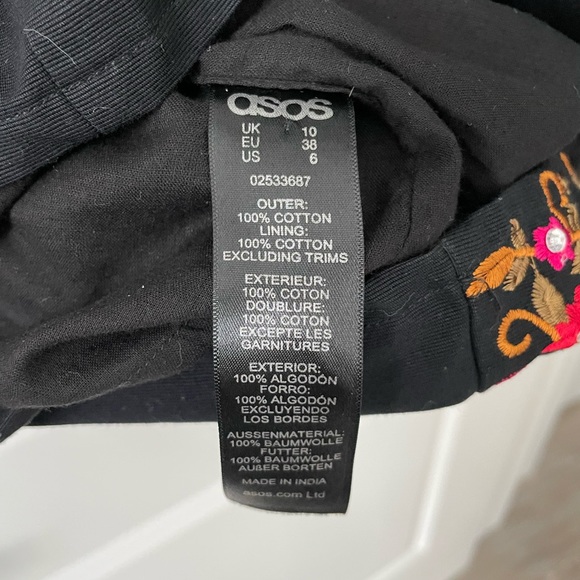 asos
UK 10
EU 38
US 6
02533687
OUTER:
100% COTTON
LINING:
100% COTTON
EXCLUDING TRIMS
EXTERIEUR:
100% COTON
DOUBLURE:
100% COTON
EXCEPTE LES
GARNITURES
EXTERIOR:
100% ALGODÓN
FORRO:
100% ALGODÓN
EXCLUYENDO
LOS BORDES
AUSSENMATERIAL:
100% BAUMWOLLE
FUTTER:
100% BAUMWOLLE
AUßER BORTEN
MADE IN INDIA
asos.com Ltd